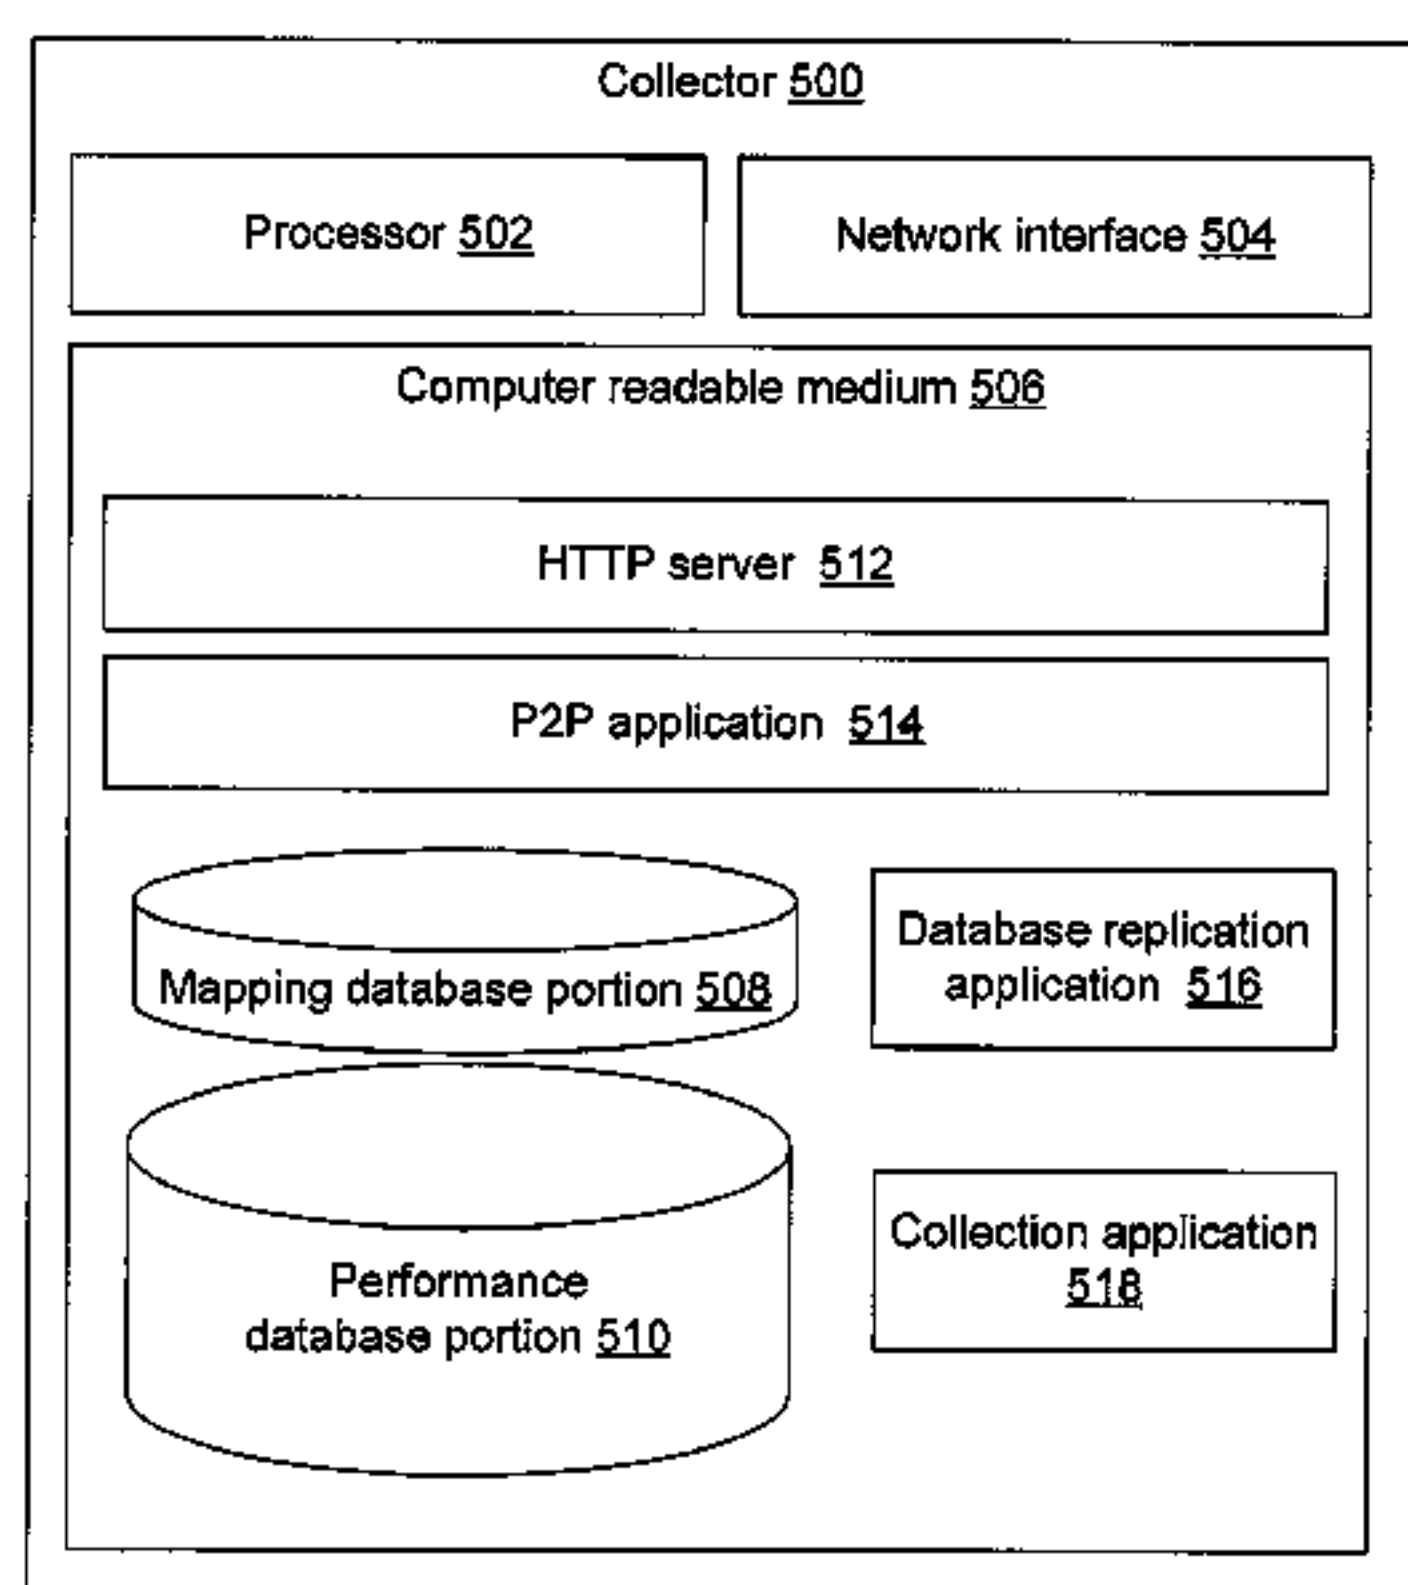 Collector 500
Processor 502
Network interface 504
Computer readable medium 506
HTTP server 512
P2P application 514
Mapping database portion 508
Database replication
application 516
Performance
database portion 510
Collection application
518